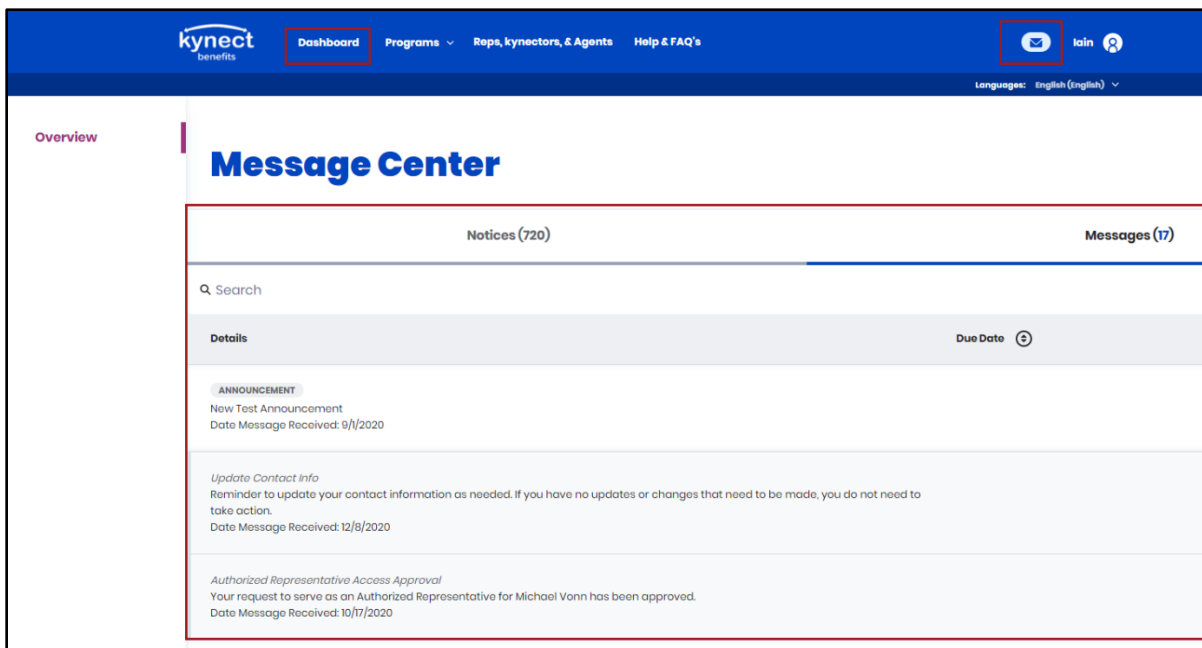 kynect
benefits
Dashboard
Programs
Reps, kynectors, & Agents
Help & FAQ's
Iain
Languages: English (English)
Overview
Message Center
Notices (720)
Messages (17)
Search
Details
Due Date
ANNOUNCEMENT
New Test Announcement
Date Message Received: 9/1/2020
Update Contact Info
Reminder to update your contact information as needed. If you have no updates or changes that need to be made, you do not need to
take action.
Date Message Received: 12/8/2020
Authorized Representative Access Approval
Your request to serve as an Authorized Representative for Michael Vonn has been approved.
Date Message Received: 10/17/2020